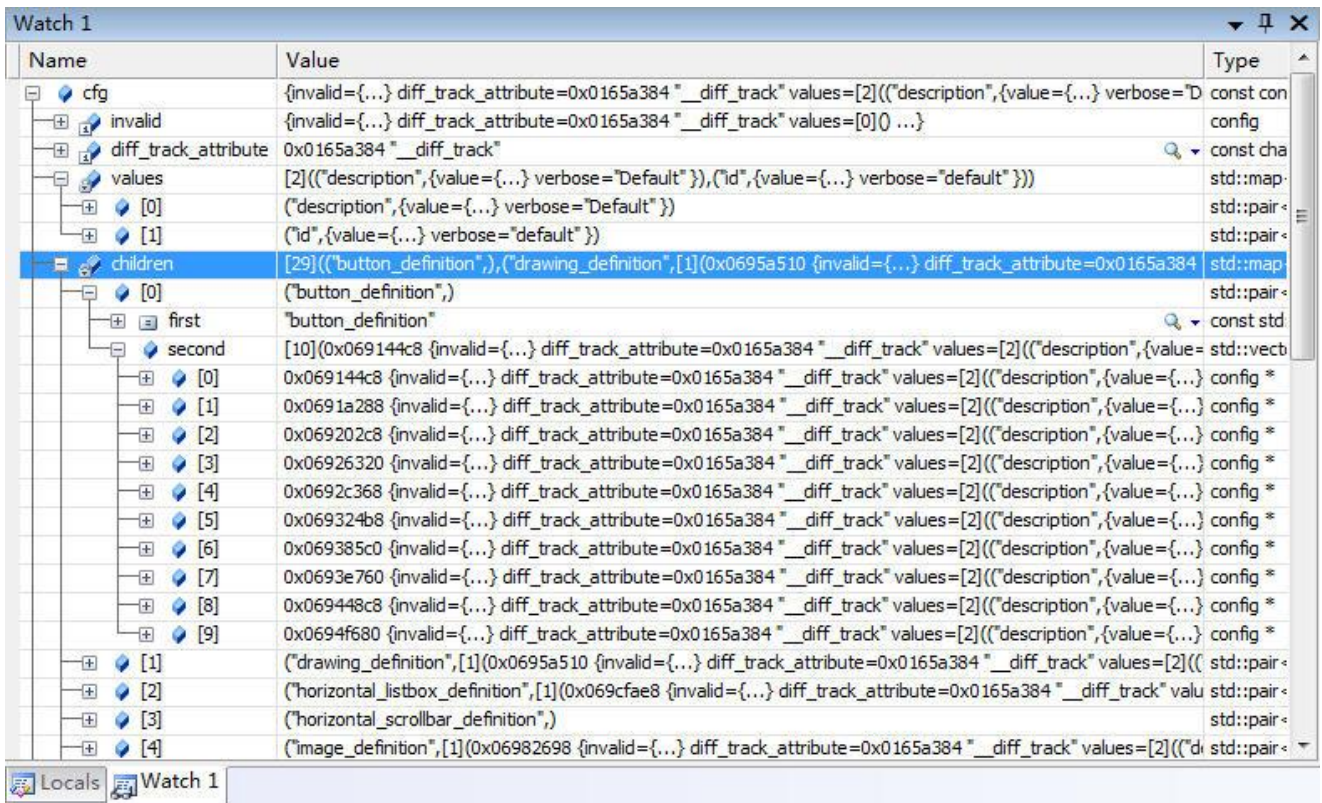 Watch 1
Name Value Type
cfg {invalid={...} diff_track_attribute=0x0165a384 "__diff_track" values=[2](("description",{value={...} verbose="D const con
invalid {invalid={...} diff_track_attribute=0x0165a384 "__diff_track" values=[0]() ...} config
diff_track_attribute 0x0165a384 "__diff_track" const cha
values [2](("description",{value={...} verbose="Default" }),("id",{value={...} verbose="default" })) std::map
[0] ("description",{value={...} verbose="Default" }) std::pair<
[1] ("id",{value={...} verbose="default" }) std::pair<
children [29](("button_definition",),("drawing_definition",[1](0x0695a510 {invalid={...} diff_track_attribute=0x0165a384 std::map
[0] ("button_definition",) std::pair<
first "button_definition" const std
second [10](0x069144c8 {invalid={...} diff_track_attribute=0x0165a384 "__diff_track" values=[2](("description",{value= std::vect
[0] 0x069144c8 {invalid={...} diff_track_attribute=0x0165a384 "__diff_track" values=[2](("description",{value={...} config *
[1] 0x0691a288 {invalid={...} diff_track_attribute=0x0165a384 "__diff_track" values=[2](("description",{value={...} config *
[2] 0x069202c8 {invalid={...} diff_track_attribute=0x0165a384 "__diff_track" values=[2](("description",{value={...} config *
[3] 0x06926320 {invalid={...} diff_track_attribute=0x0165a384 "__diff_track" values=[2](("description",{value={...} config *
[4] 0x0692c368 {invalid={...} diff_track_attribute=0x0165a384 "__diff_track" values=[2](("description",{value={...} config *
[5] 0x069324b8 {invalid={...} diff_track_attribute=0x0165a384 "__diff_track" values=[2](("description",{value={...} config *
[6] 0x069385c0 {invalid={...} diff_track_attribute=0x0165a384 "__diff_track" values=[2](("description",{value={...} config *
[7] 0x0693e760 {invalid={...} diff_track_attribute=0x0165a384 "__diff_track" values=[2](("description",{value={...} config *
[8] 0x069448c8 {invalid={...} diff_track_attribute=0x0165a384 "__diff_track" values=[2](("description",{value={...} config *
[9] 0x0694f680 {invalid={...} diff_track_attribute=0x0165a384 "__diff_track" values=[2](("description",{value={...} config *
[1] ("drawing_definition",[1](0x0695a510 {invalid={...} diff_track_attribute=0x0165a384 "__diff_track" values=[2](( std::pair<
[2] ("horizontal_listbox_definition",[1](0x069cfae8 {invalid={...} diff_track_attribute=0x0165a384 "__diff_track" valu std::pair<
[3] ("horizontal_scrollbar_definition",) std::pair<
[4] ("image_definition",[1](0x06982698 {invalid={...} diff_track_attribute=0x0165a384 "__diff_track" values=[2](("de std::pair<
Locals Watch 1